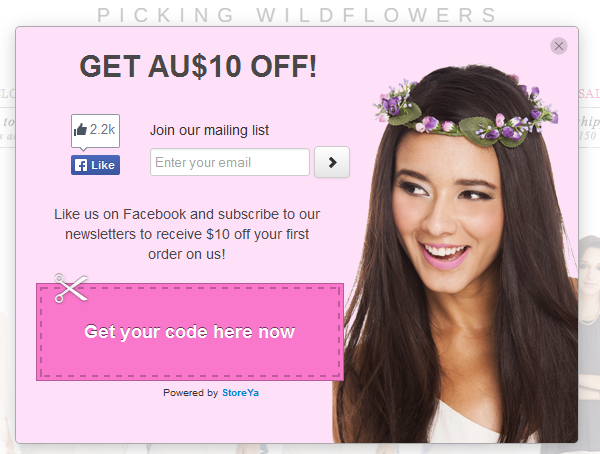 PICKING WILDFLOWERS
GET AU$10 OFF!
2.2k
Like
Join our mailing list
Enter your email
Like us on Facebook and subscribe to our
newsletters to receive $10 off your first
order on us!
Get your code here now
Powered by StoreYa